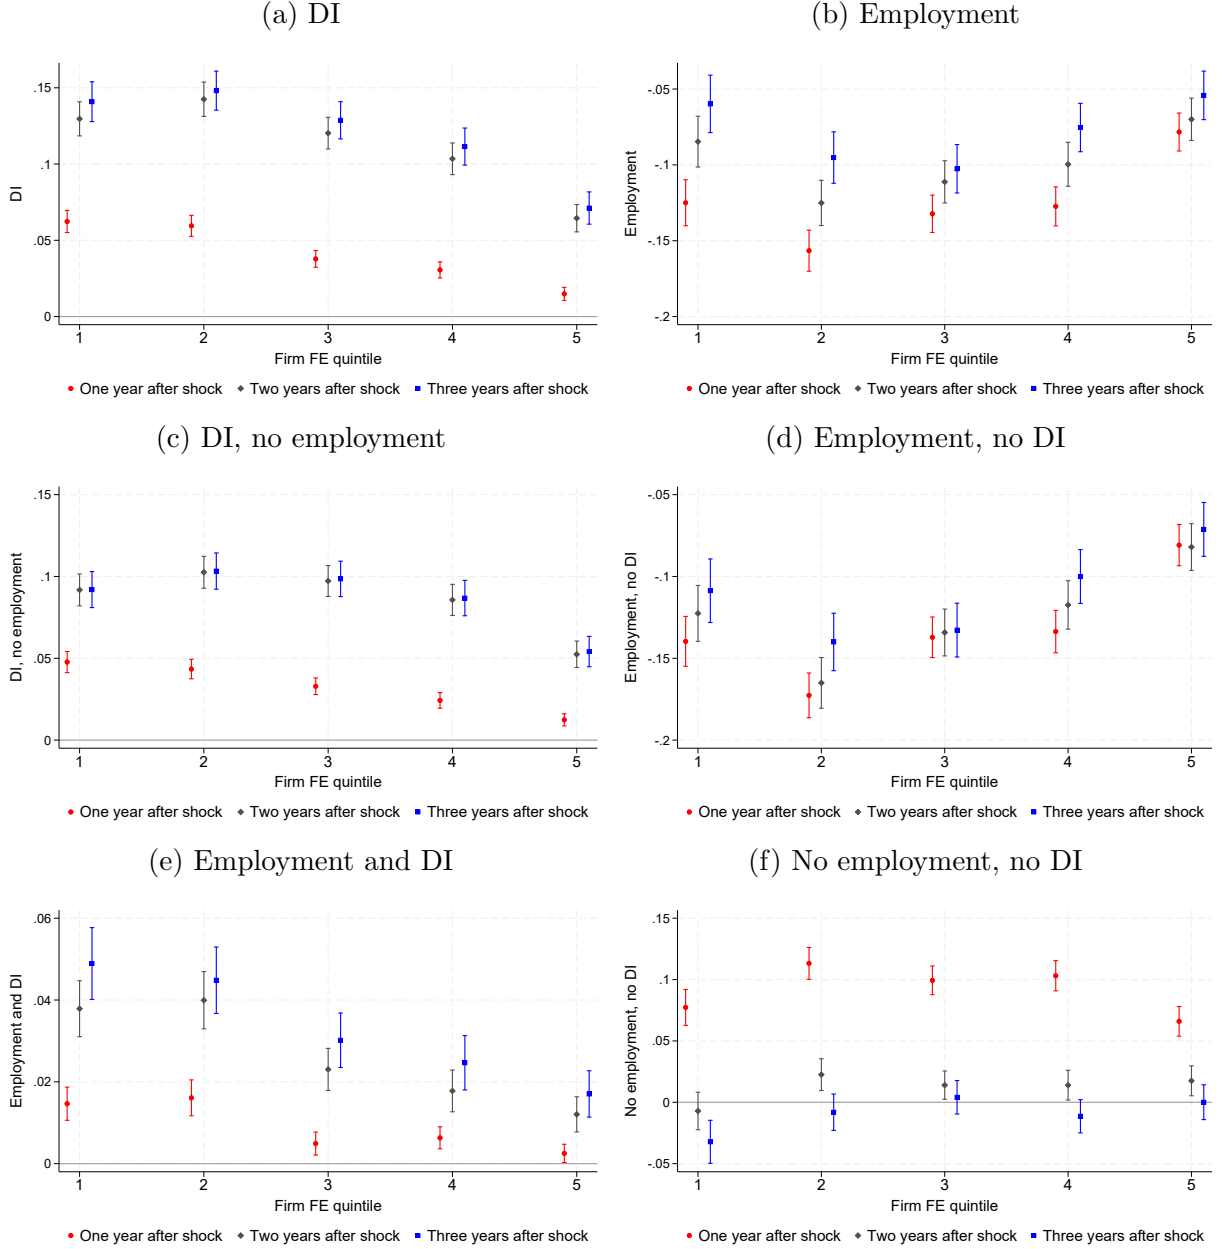 (a) DI
(b) Employment
.15
.1
.05
0
DI
1 2 3 4 5
Firm FE quintile
One year after shock Two years after shock Three years after shock
-.05
-.1
-.15
-.2
Employment
1 2 3 4 5
Firm FE quintile
One year after shock Two years after shock Three years after shock
(c) DI, no employment
(d) Employment, no DI
.15
.1
.05
0
DI, no employment
1 2 3 4 5
Firm FE quintile
One year after shock Two years after shock Three years after shock
-.05
-.1
-.15
-.2
Employment, no DI
1 2 3 4 5
Firm FE quintile
One year after shock Two years after shock Three years after shock
(e) Employment and DI
(f) No employment, no DI
.06
.04
.02
0
Employment and DI
1 2 3 4 5
Firm FE quintile
One year after shock Two years after shock Three years after shock
.15
.1
.05
0
-.05
No employment, no DI
1 2 3 4 5
Firm FE quintile
One year after shock Two years after shock Three years after shock